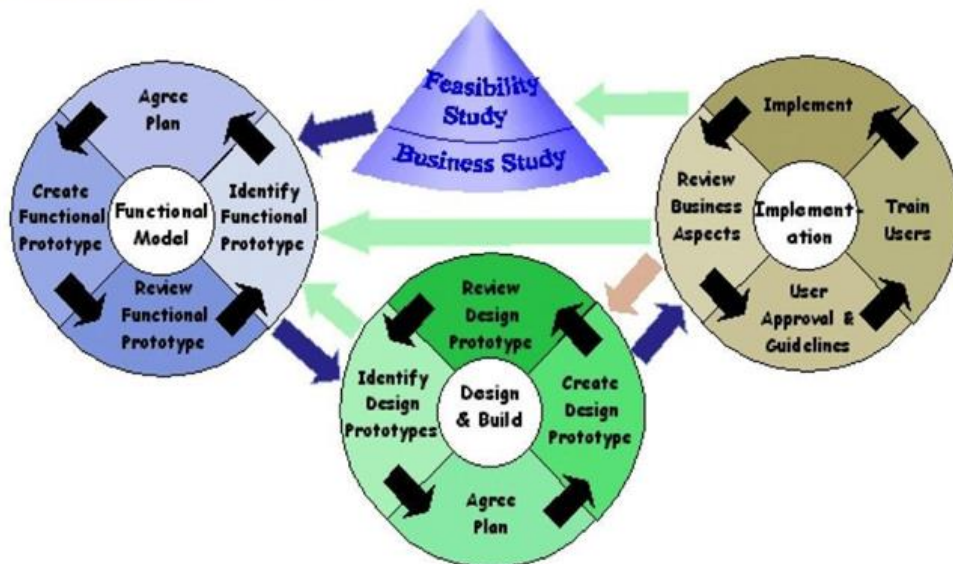 Feasibility
Study
Business Study
Agree
Plan
Create
Functional
Prototype
Functional
Model
Identify
Functional
Prototype
Review
Functional
Prototype
Implement
Review
Business
Aspects
Implement-
ation
Train
Users
User
Approval &
Guidelines
Review
Design
Prototype
Identify
Design
Prototypes
Design
& Build
Create
Design
Prototype
Agree
Plan